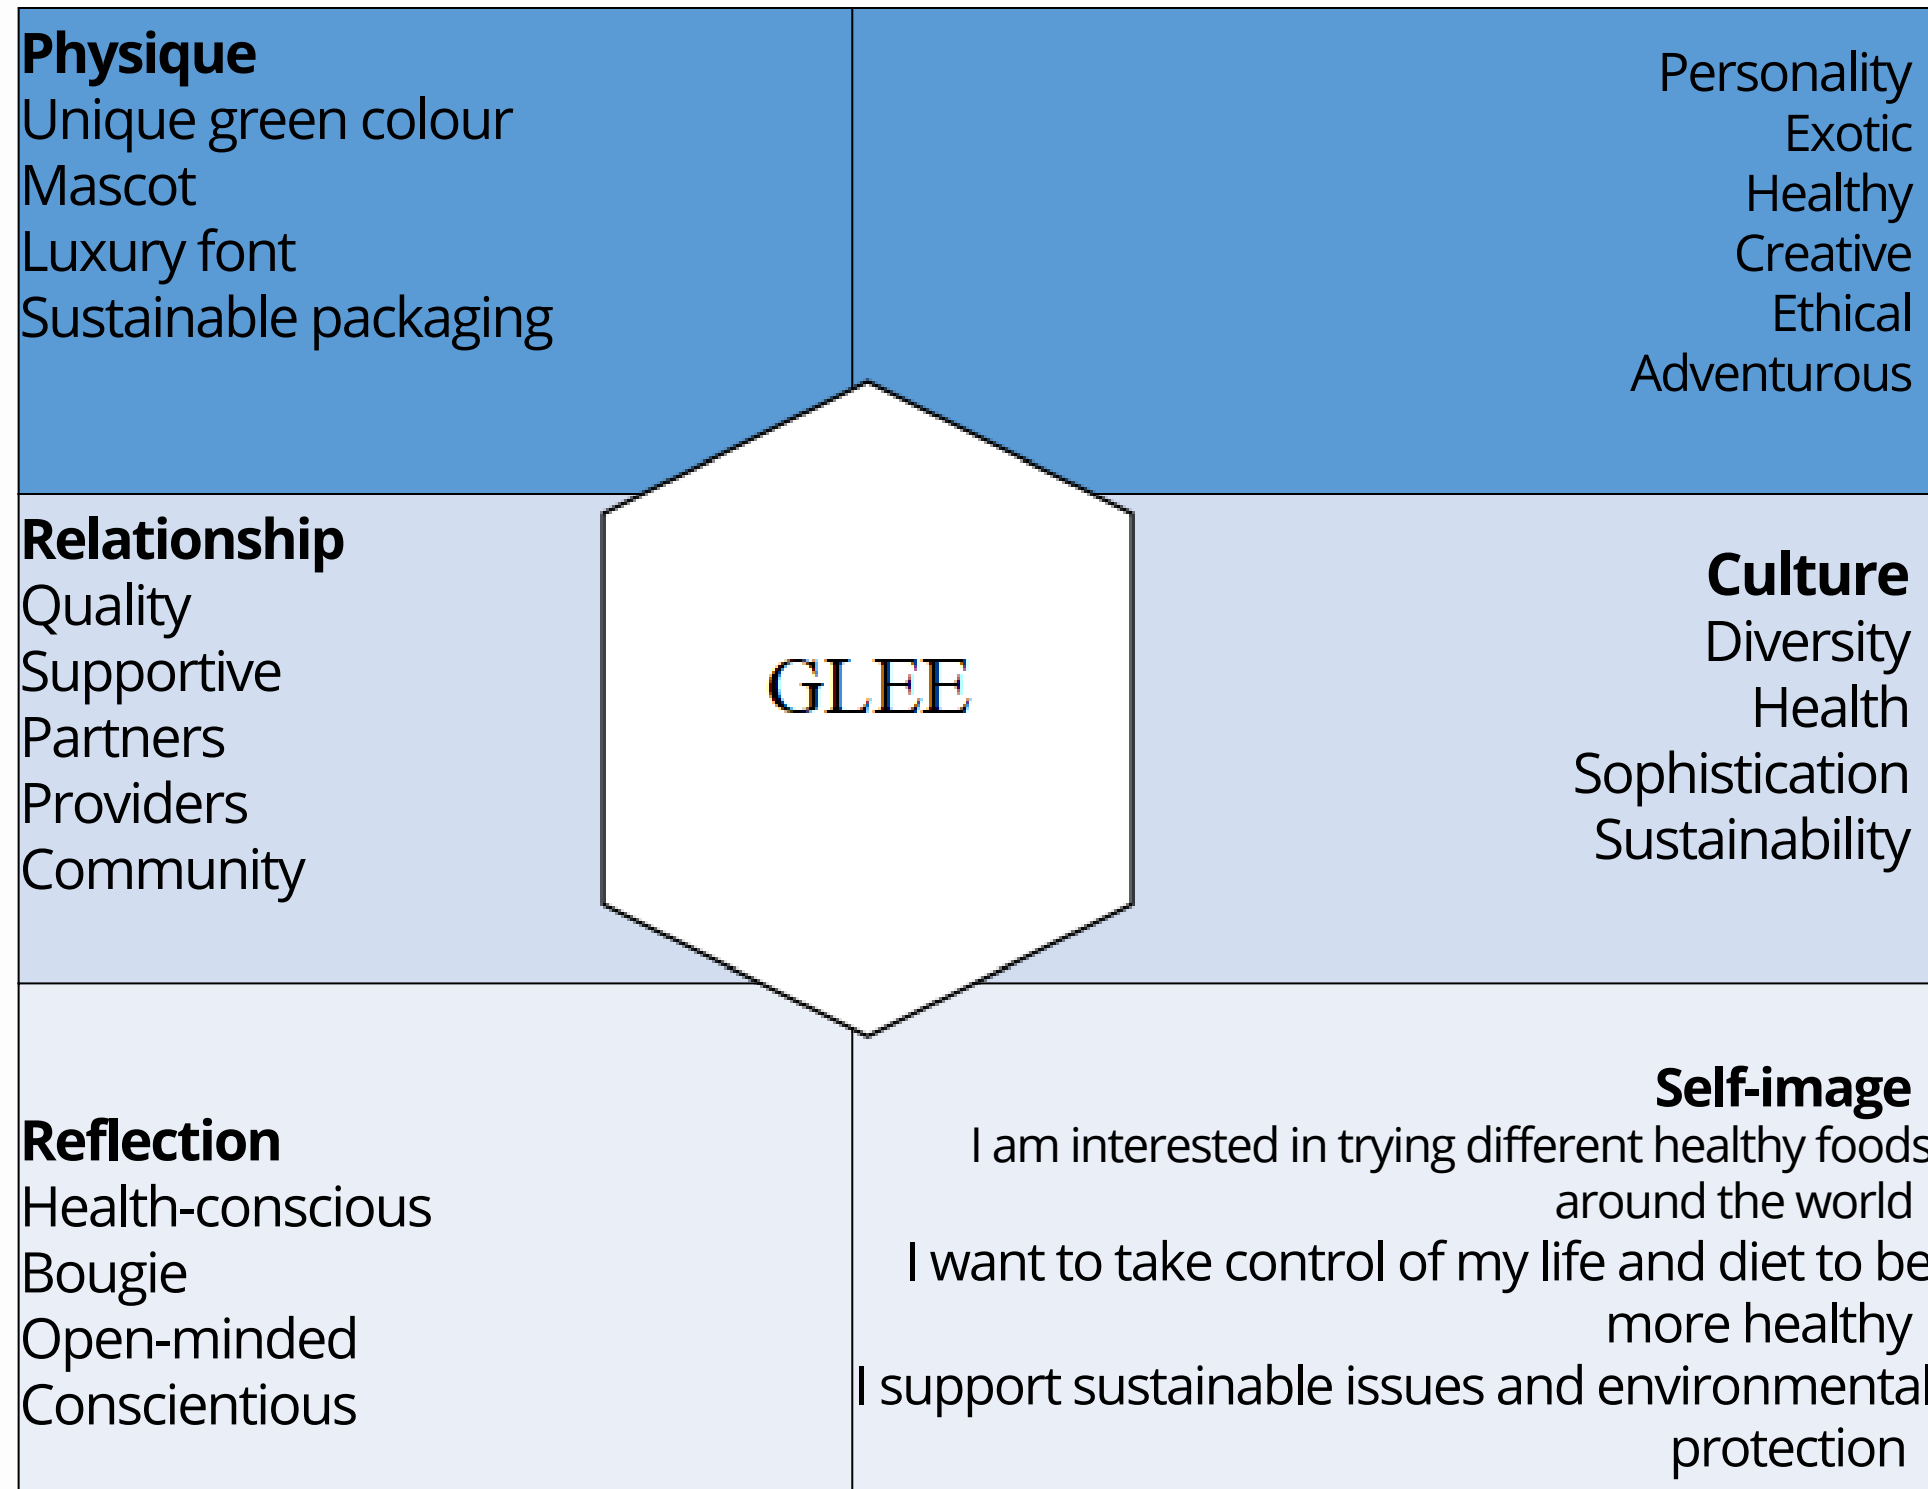 Physique
Unique green colour
Mascot
Luxury font
Sustainable packaging
Personality
Exotic
Healthy
Creative
Ethical
Adventurous
Relationship
Quality
Supportive
Partners
Providers
Community
GLEE
Culture
Diversity
Health
Sophistication
Sustainability
Reflection
Health-conscious
Bougie
Open-minded
Conscientious
Self-image
I am interested in trying different healthy foods
around the world
I want to take control of my life and diet to be
more healthy
I support sustainable issues and environmental
protection